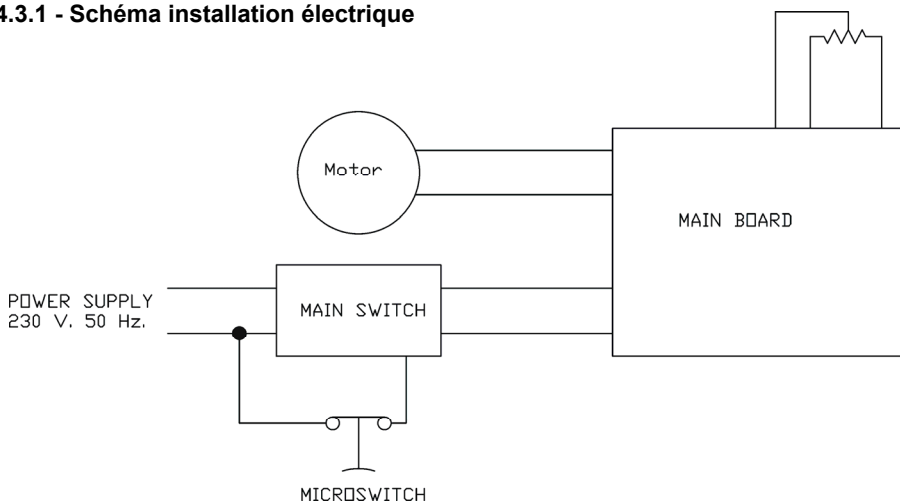 4.3.1 - Schéma installation électrique
Motor
MAIN BOARD
POWER SUPPLY
230 V. 50 Hz.
MAIN SWITCH
MICROSWITCH